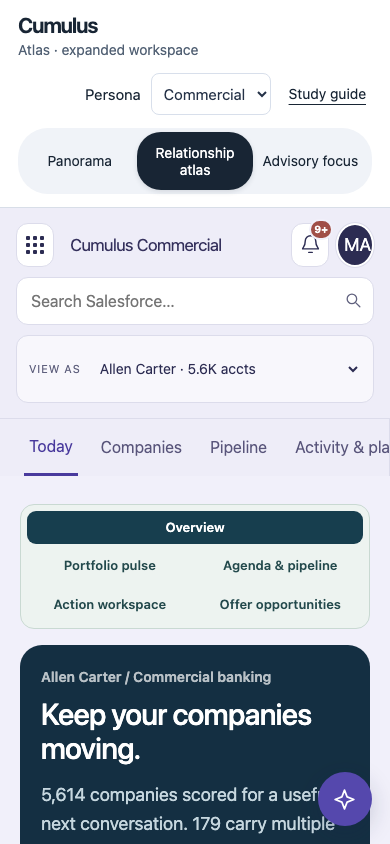 Cumulus
Atlas · expanded workspace
Persona Commercial Study guide
Panorama Relationship atlas Advisory focus
Cumulus Commercial 9+ MA
Search Salesforce...
VIEW AS Allen Carter · 5.6K accts
Today Companies Pipeline Activity & pla
Overview
Portfolio pulse Agenda & pipeline
Action workspace Offer opportunities
Allen Carter / Commercial banking
Keep your companies
moving.
5,614 companies scored for a
next conversation. 179 carry multiple